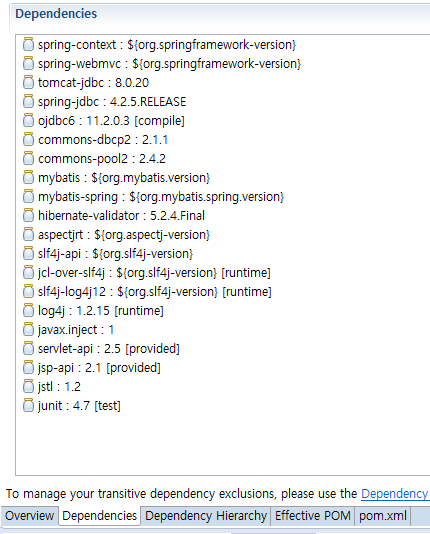 Dependencies
spring-context : ${org.springframework-version}
spring-webmvc : ${org.springframework-version}
tomcat-jdbc : 8.0.20
spring-jdbc : 4.2.5.RELEASE
ojdbc6 : 11.2.0.3 [compile]
commons-dbcp2 : 2.1.1
commons-pool2 : 2.4.2
mybatis : ${org.mybatis.version}
mybatis-spring : ${org.mybatis.spring.version}
hibernate-validator : 5.2.4.Final
aspectjrt : ${org.aspectj-version}
slf4j-api : ${org.slf4j-version}
jcl-over-slf4j : ${org.slf4j-version} [runtime]
slf4j-log4j12 : ${org.slf4j-version} [runtime]
log4j : 1.2.15 [runtime]
javax.inject : 1
servlet-api : 2.5 [provided]
jsp-api : 2.1 [provided]
jstl : 1.2
junit : 4.7 [test]
To manage your transitive dependency exclusions, please use the Dependency
Overview Dependencies Dependency Hierarchy Effective POM pom.xml